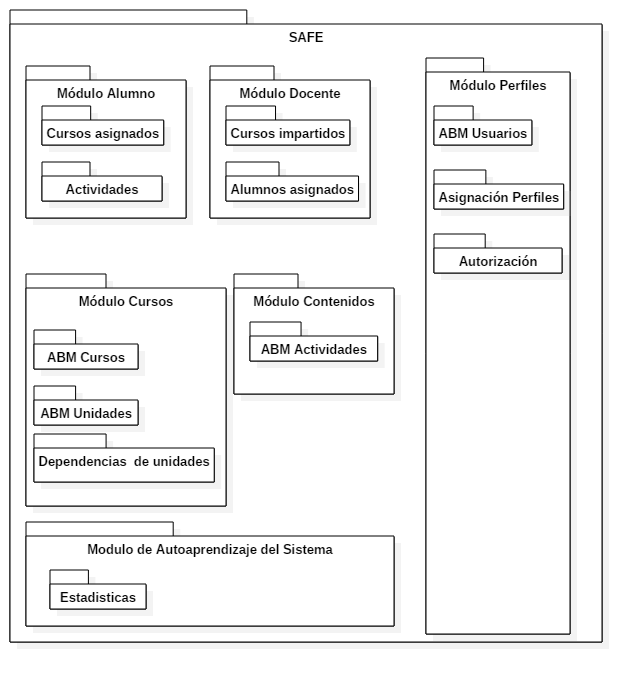 SAFE
Módulo Alumno
Cursos asignados
Actividades
Módulo Docente
Cursos impartidos
Alumnos asignados
Módulo Perfiles
ABM Usuarios
Asignación Perfiles
Autorización
Módulo Cursos
ABM Cursos
ABM Unidades
Dependencias  de unidades
Módulo Contenidos
ABM Actividades
Modulo de Autoaprendizaje del Sistema
Estadisticas